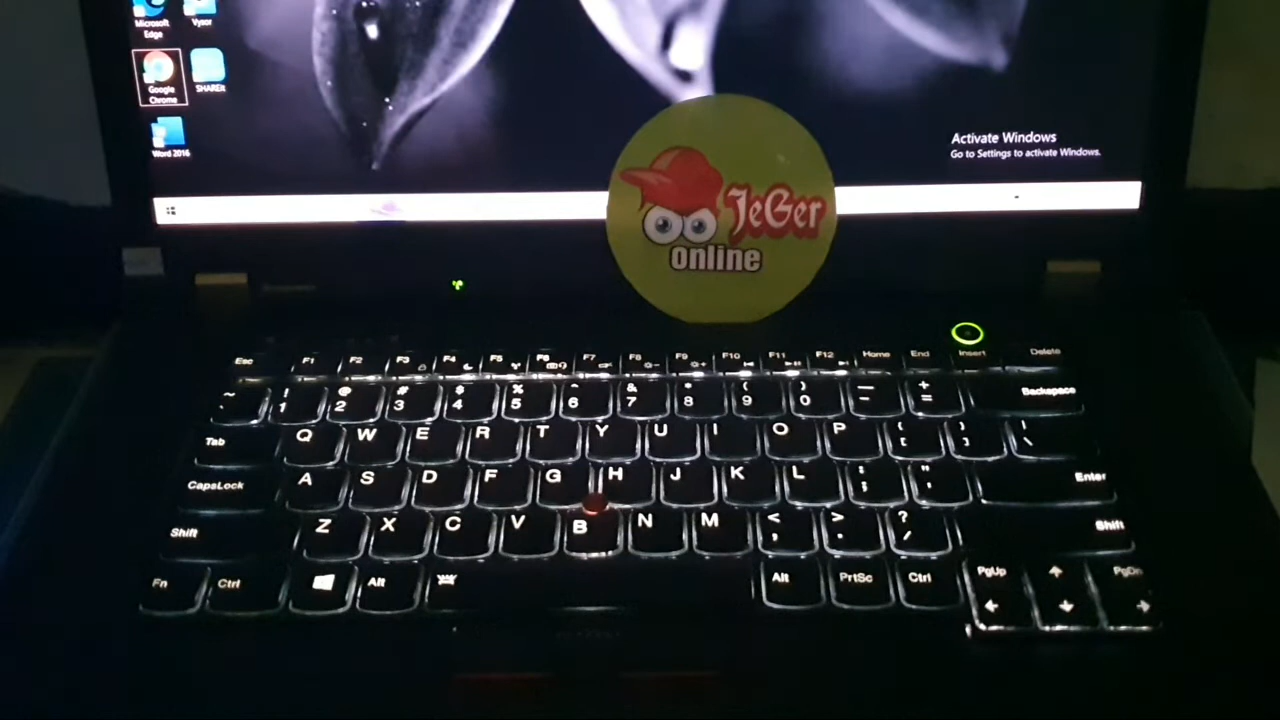 Microsoft
Edge
Vysor
Google
Chrome
SHAREit
Word 2016
Activate Windows
Go to Settings to activate Windows.
JeGer
online
Esc F1 F2 F3 F4 F5 F6 F7 F8 F9 F10 F11 F12 Home End Insert Delete
~ ! @ # $ % ^ & * ( ) — +
1 2 3 4 5 6 7 8 9 0 - = Backspace
Tab Q W E R T Y U I O P { [ } ] | \
CapsLock A S D F G H J K L : ; " ' Enter
Shift Z X C V B N M < , > . ? / Shift
Fn Ctrl Alt Alt PrtSc Ctrl PgUp PgDn